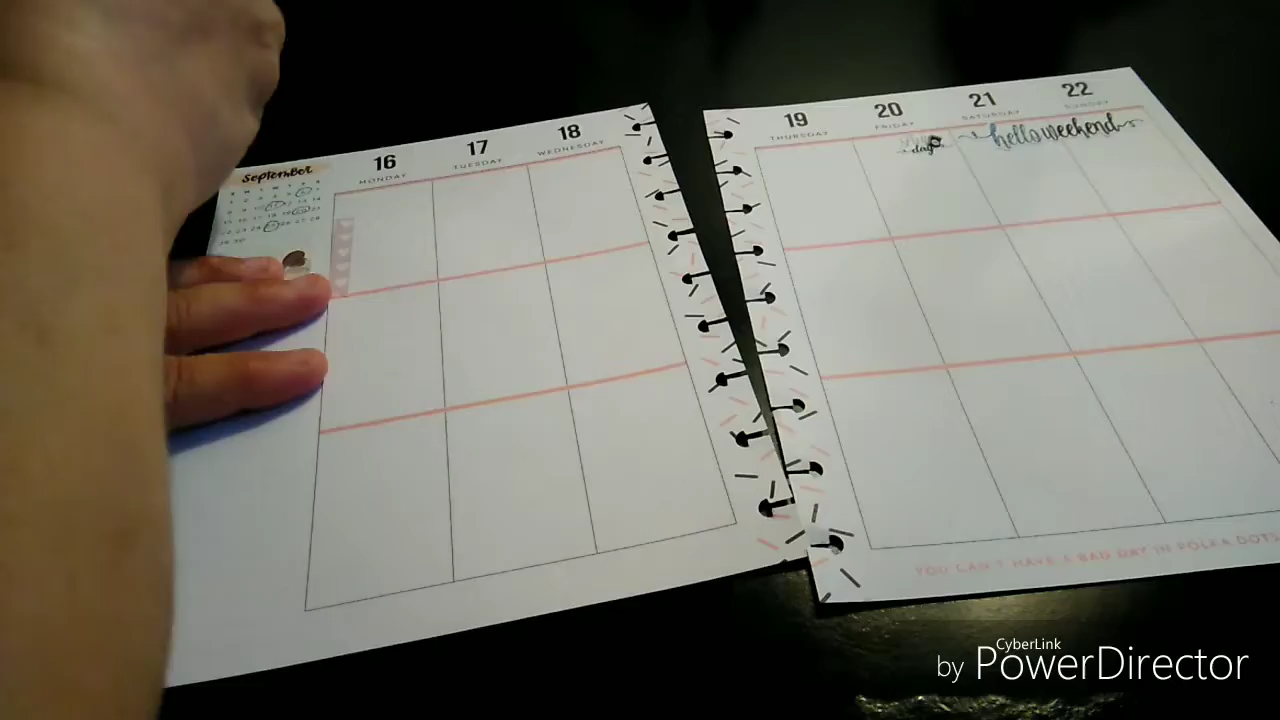 September
16 17 18
MONDAY TUESDAY WEDNESDAY
19 20 21 22
THURSDAY FRIDAY SATURDAY SUNDAY
day
hello weekend
YOU CAN'T HAVE A BAD DAY IN POLKA DOTS
CyberLink
by PowerDirector